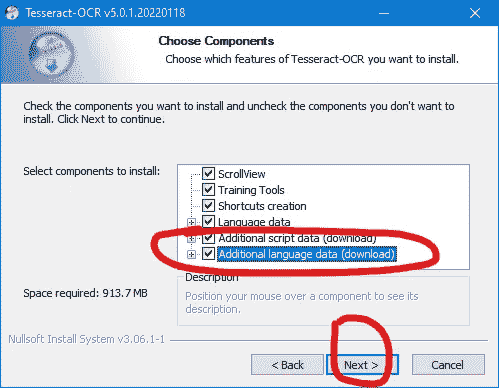 Tesseract-OCR v5.0.1.20220118
Choose Components
Choose which features of Tesseract-OCR you want to install.
Check the components you want to install and uncheck the components you don't want to
install. Click Next to continue.
Select components to install:
ScrollView
Training Tools
Shortcuts creation
Language data
Additional script data (download)
Additional language data (download)
Space required: 913.7 MB
Description
Position your mouse over a component to see its
description.
Nullsoft Install System v3.06.1-1
< Back
Next >
Cancel